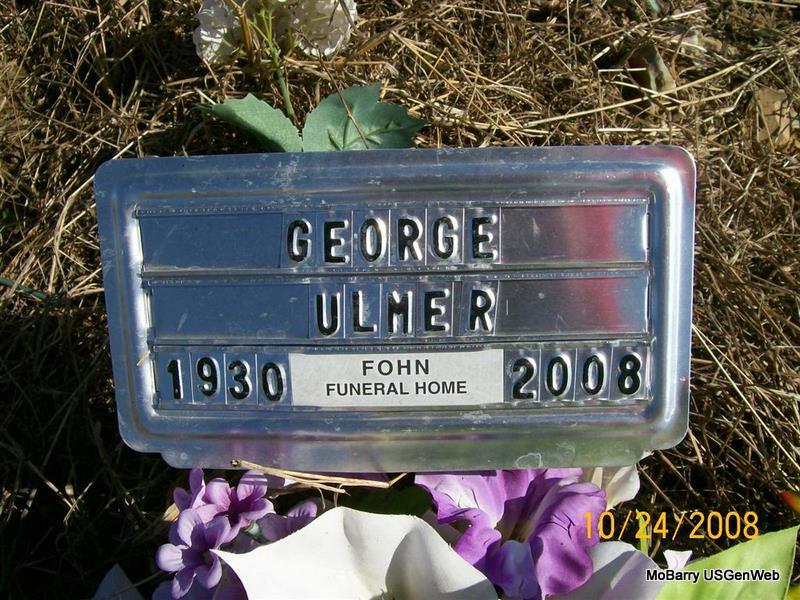 GEORGE
ULMER
1930 FOHN FUNERAL HOME 2008
10/24/2008
MoBarry USGenWeb